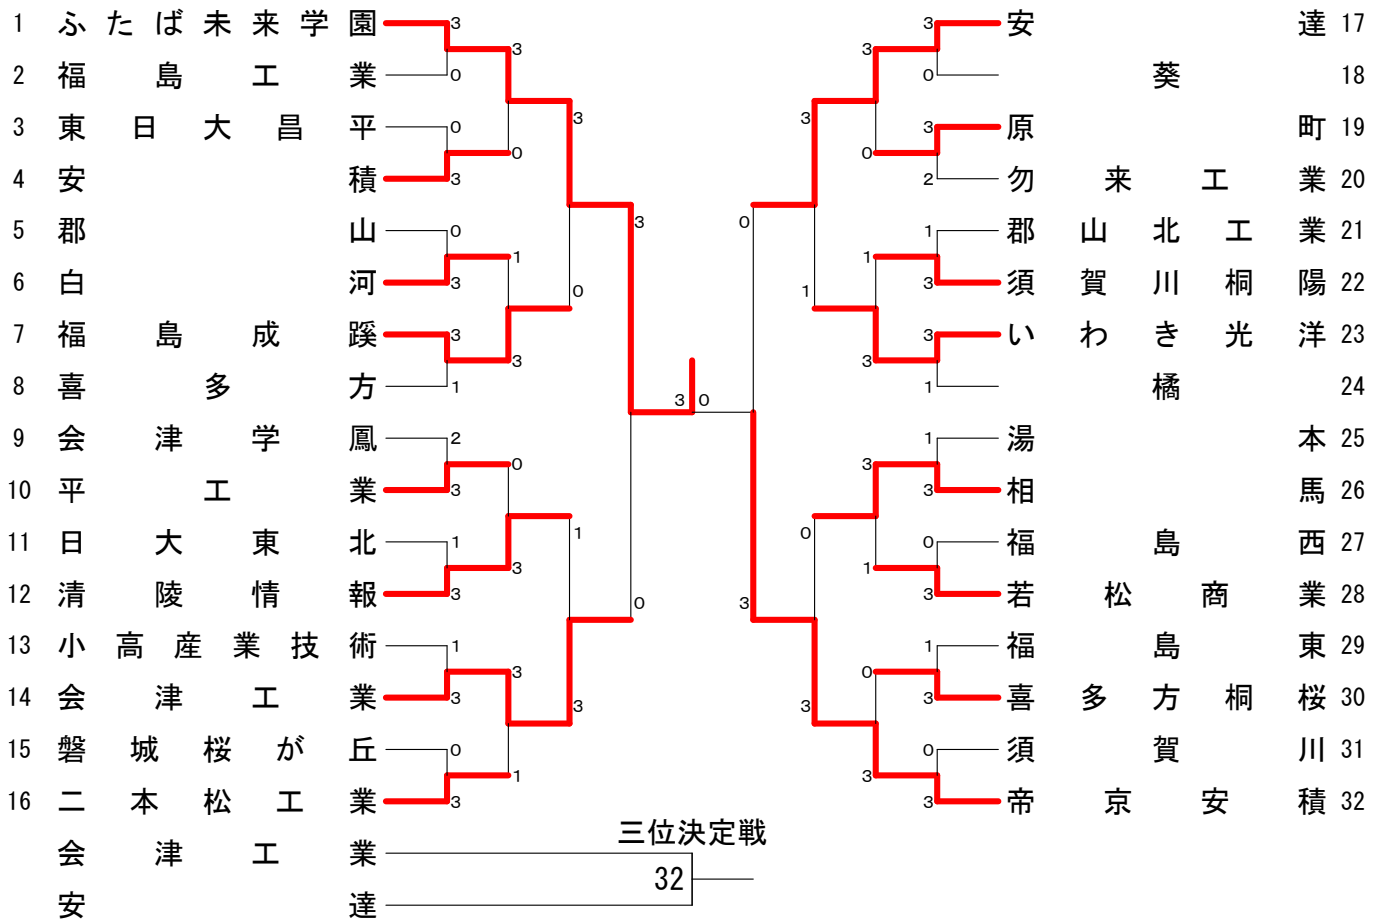 1 ふたば未来学園 3 3 安達 17
3 3
2 福島工業 0 0 葵 18
3 3
3 東日大昌平 0 3 原町 19
0 0
4 安積 3 2 勿来工業 20
3 0
5 郡山 0 1 郡山北工業 21
1 1
6 白河 3 3 須賀川桐陽 22
0 1
7 福島成蹊 3 3 いわき光洋 23
3 3
8 喜多方 1 1 橘 24
3 0
9 会津学鳳 2 1 湯本 25
0 3
10 平工業 3 3 相馬 26
1 0
11 日大東北 1 0 福島西 27
3 1
12 清陵情報 3 3 若松商業 28
0 3
13 小高産業技術 1 1 福島東 29
3 0
14 会津工業 3 3 喜多方桐桜 30
3 3
15 磐城桜が丘 0 0 須賀川 31
1 3
16 二本松工業 3 3 帝京安積 32
三位決定戦
会津工業
32
安達